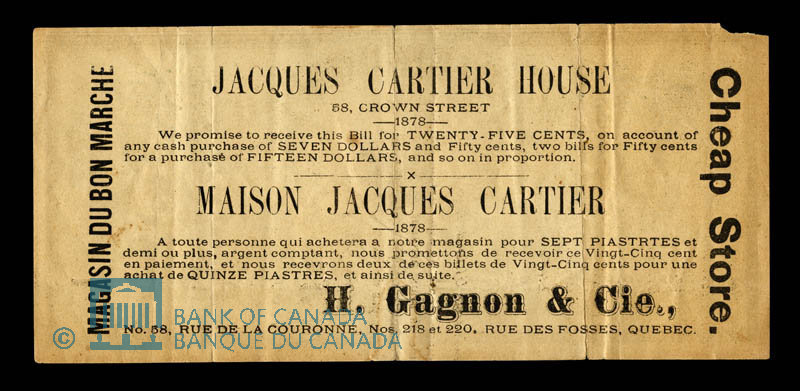 MAGASIN DU BON MARCHE
JACQUES CARTIER HOUSE
58, CROWN STREET
—1878—
We promise to receive this Bill for TWENTY-FIVE CENTS, on account of
any cash purchase of SEVEN DOLLARS and Fifty cents, two bills for Fifty cents
for a purchase of FIFTEEN DOLLARS, and so on in proportion.
x
MAISON JACQUES CARTIER
—1878—
A toute personne qui achetera a notre magasin pour SEPT PIASTRTES et
demi ou plus, argent comptant, nous promettons de recevoir ce Vingt-Cinq cent
en paiement, et nous recevrons deux de ces billets de Vingt-Cinq cents pour une
achat de QUINZE PIASTRES, et ainsi de suite.
H. Gagnon & Cie.,
No. 58, RUE DE LA COURONNE, Nos, 218 et 220, RUE DES FOSSES, QUEBEC.
Cheap Store.
© BANK OF CANADA
BANQUE DU CANADA